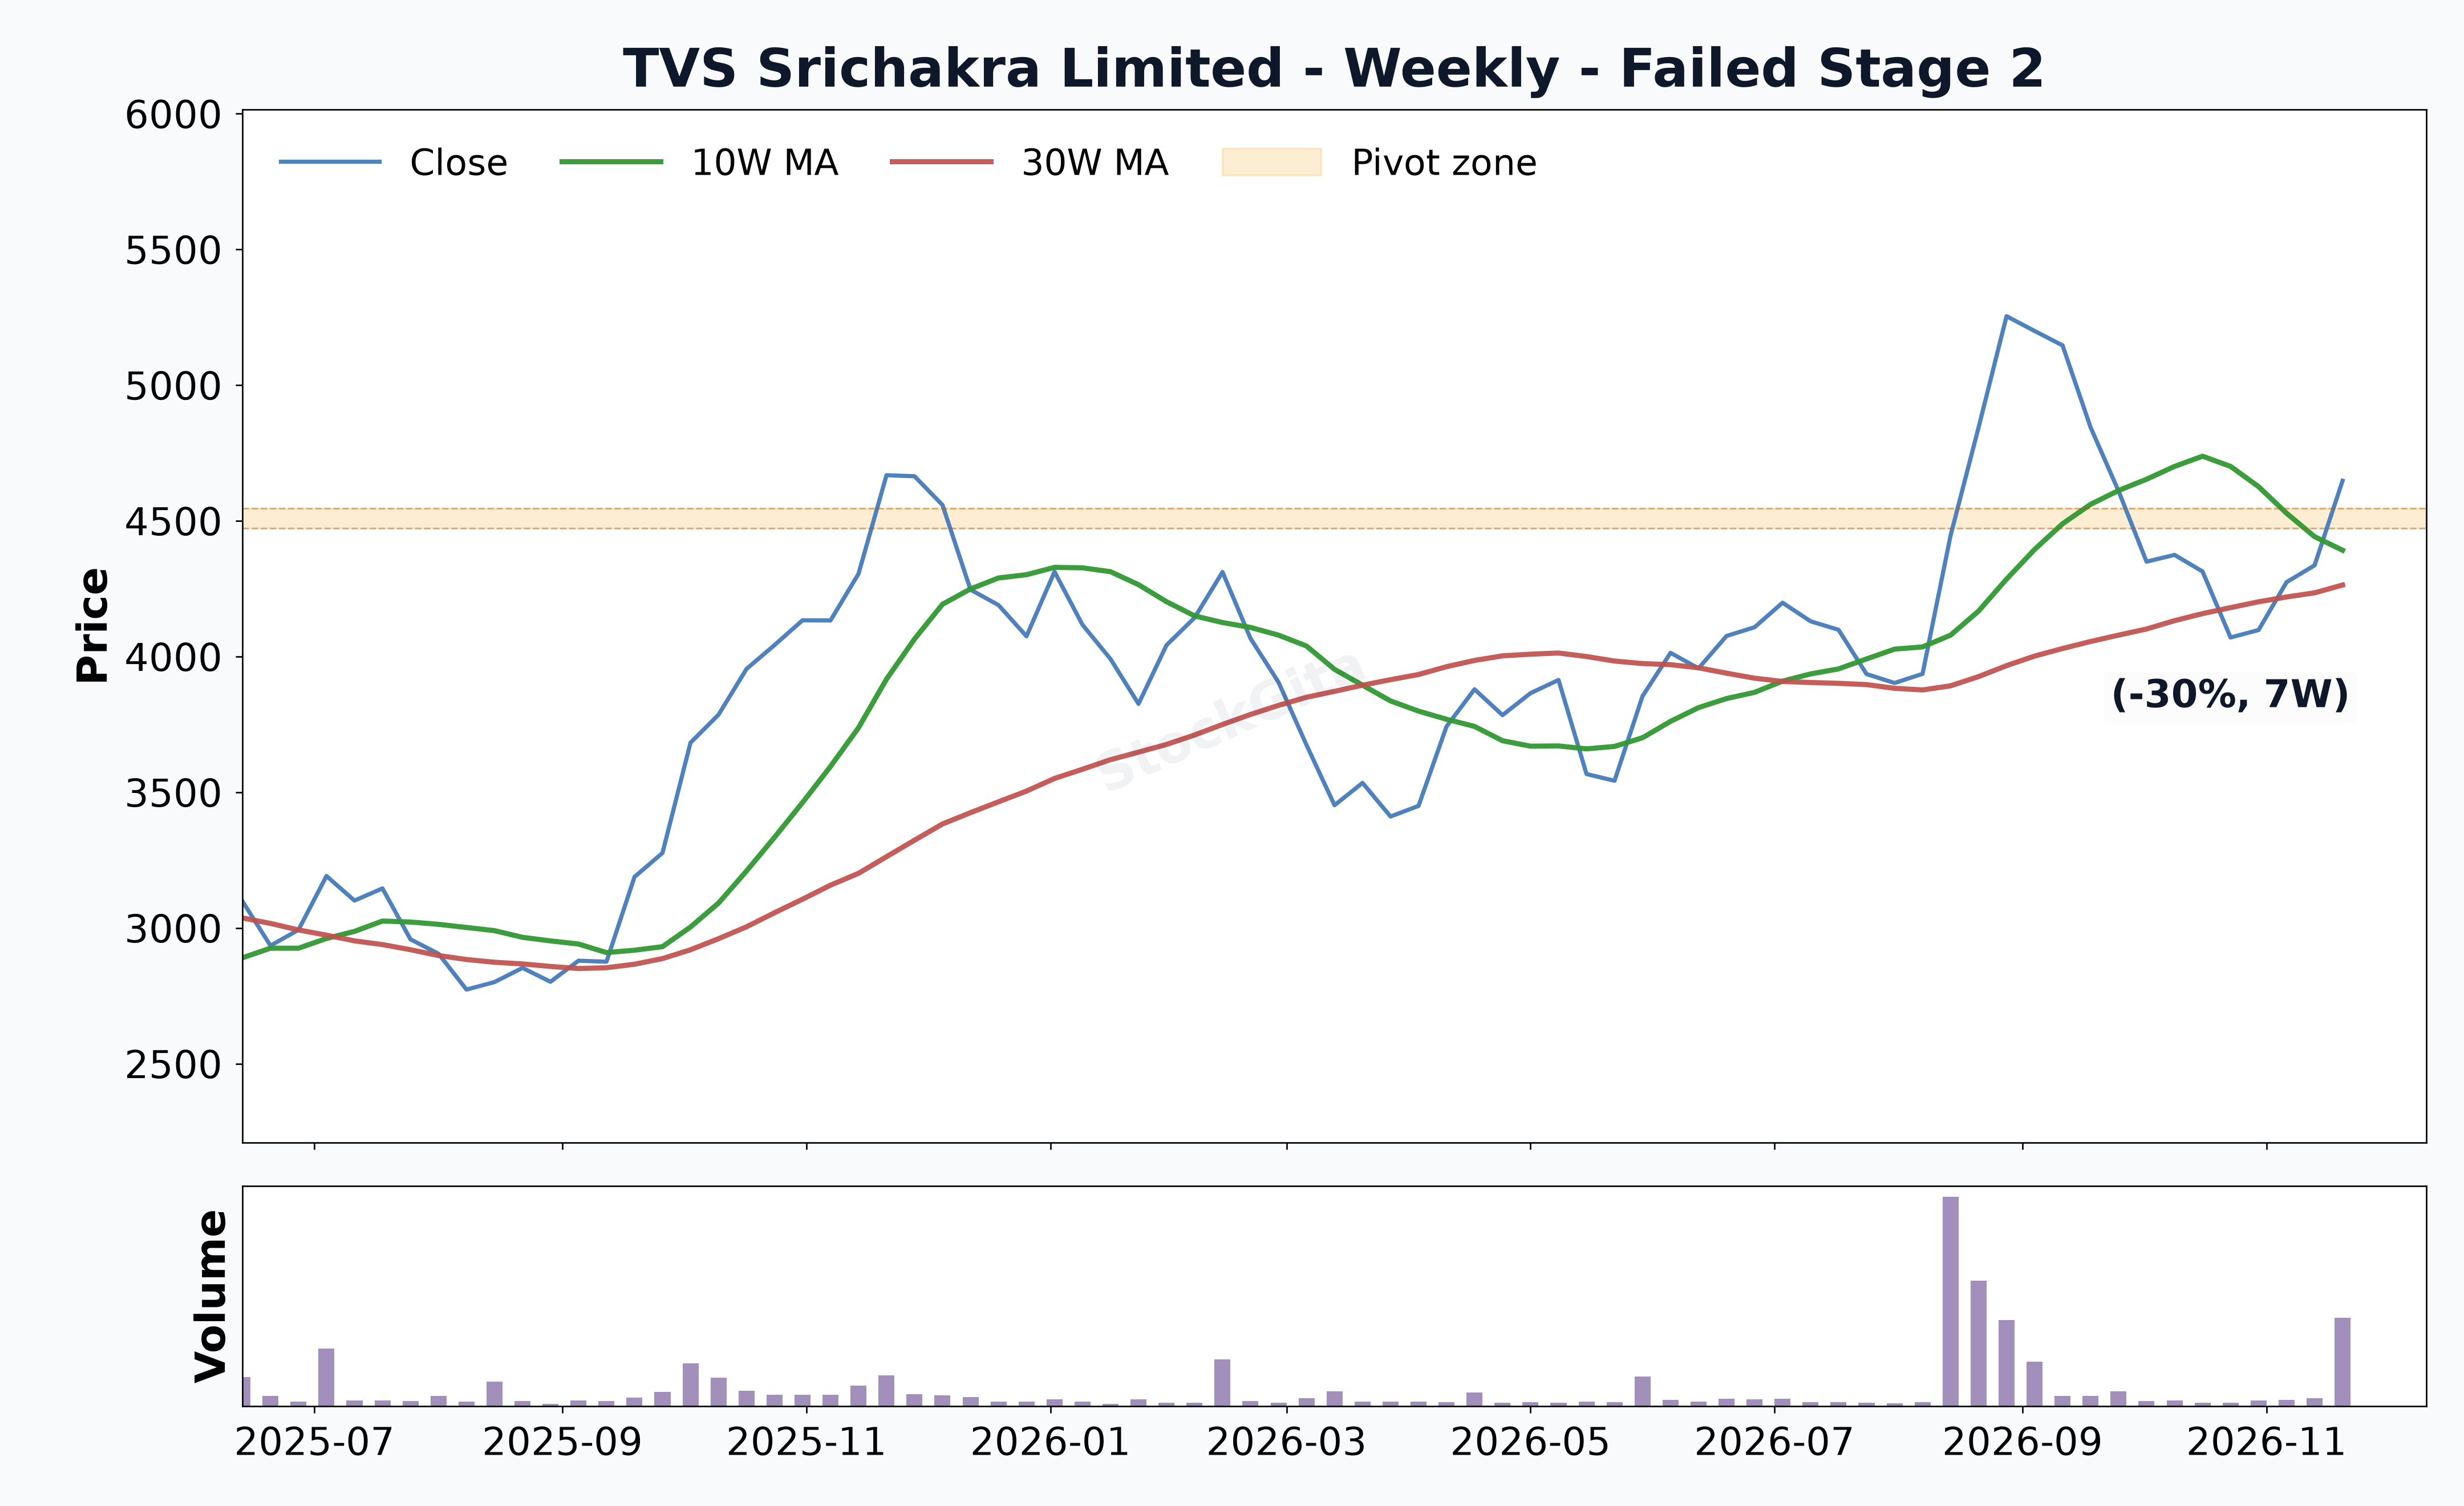 TVS Srichakra Limited - Weekly - Failed Stage 2
Close 10W MA 30W MA Pivot zone
6000
5500
5000
4500
4000
3500
3000
2500
Price
StockGita
(-30%, 7W)
Volume
2025-07 2025-09 2025-11 2026-01 2026-03 2026-05 2026-07 2026-09 2026-11